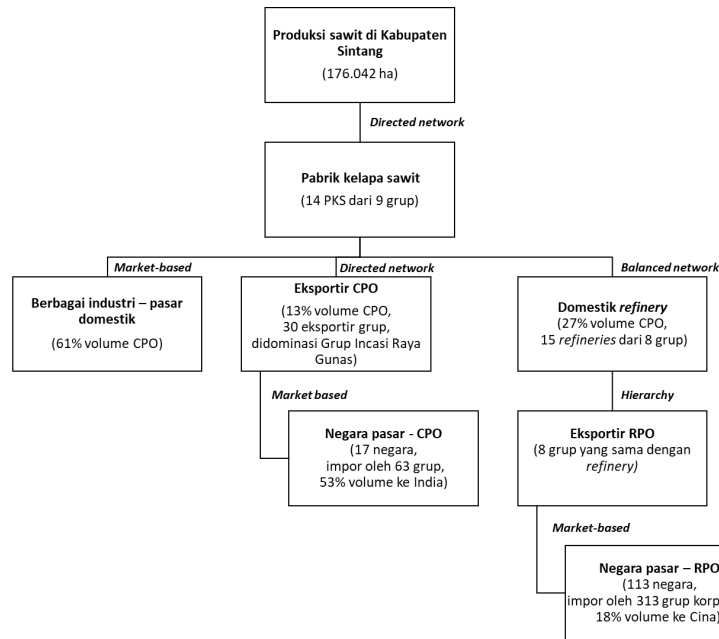 Produksi sawit di Kabupaten
Sintang
(176.042 ha)
Directed network
Pabrik kelapa sawit
(14 PKS dari 9 grup)
Market-based
Directed network
Balanced network
Berbagai industri – pasar
domestik
(61% volume CPO)
Eksportir CPO
(13% volume CPO,
30 eksportir grup,
didominasi Grup Incasi Raya
Gunas)
Domestik refinery
(27% volume CPO,
15 refineries dari 8 grup)
Market based
Hierarchy
Negara pasar - CPO
(17 negara,
impor oleh 63 grup,
53% volume ke India)
Eksportir RPO
(8 grup yang sama dengan
refinery)
Market-based
Negara pasar – RPO
(113 negara,
impor oleh 313 grup korp
18% volume ke Cina)